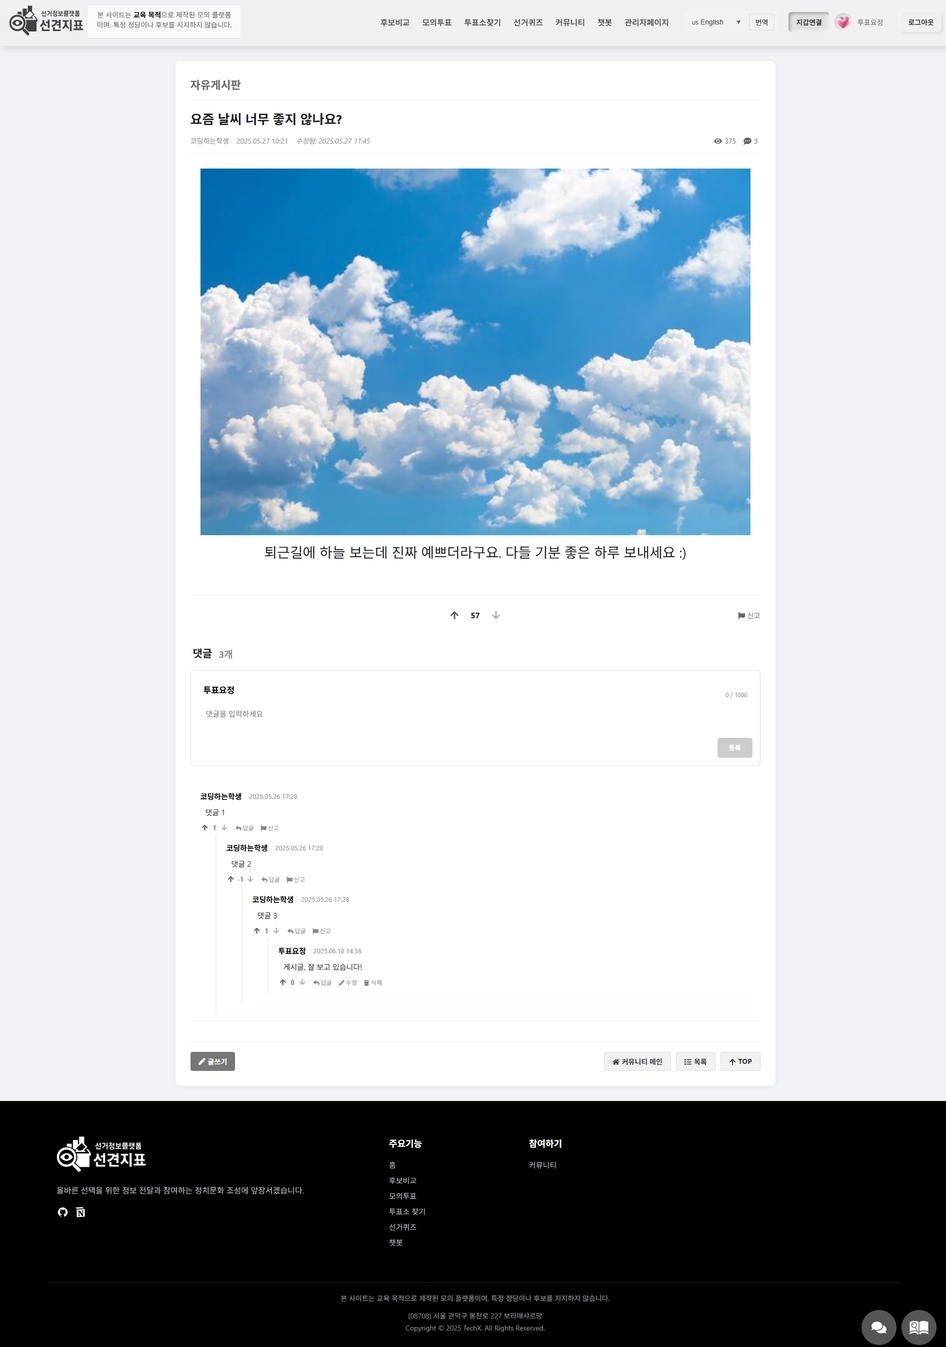 선거정보플랫폼
선견지표
본 사이트는 교육 목적으로 제작된 모의 플랫폼
이며, 특정 정당이나 후보를 지지하지 않습니다.
후보비교 모의투표 투표소찾기 선거퀴즈 커뮤니티 챗봇 관리자페이지
us English 번역 지갑연결 투표요정 로그아웃
자유게시판
요즘 날씨 너무 좋지 않나요?
코딩하는학생 2025.05.27 10:21 수정됨: 2025.05.27 11:45 375 3
퇴근길에 하늘 보는데 진짜 예쁘더라구요. 다들 기분 좋은 하루 보내세요 :)
57 신고
댓글 3개
투표요정
0 / 1000
댓글을 입력하세요
등록
코딩하는학생 2025.05.26 17:28
댓글 1
1 답글 신고
코딩하는학생 2025.05.26 17:28
댓글 2
-1 답글 신고
코딩하는학생 2025.05.26 17:28
댓글 3
1 답글 신고
투표요정 2025.06.10 14:38
게시글, 잘 보고 있습니다!
0 답글 수정 삭제
글쓰기 커뮤니티 메인 목록 TOP
선거정보플랫폼
선견지표
올바른 선택을 위한 정보 전달과 참여하는 정치문화 조성에 앞장서겠습니다.
주요기능
홈
후보비교
모의투표
투표소 찾기
선거퀴즈
챗봇
참여하기
커뮤니티
본 사이트는 교육 목적으로 제작된 모의 플랫폼이며, 특정 정당이나 후보를 지지하지 않습니다.
(08708) 서울 관악구 봉천로 227 보라매샤르망
Copyright © 2025 TechX. All Rights Reserved.